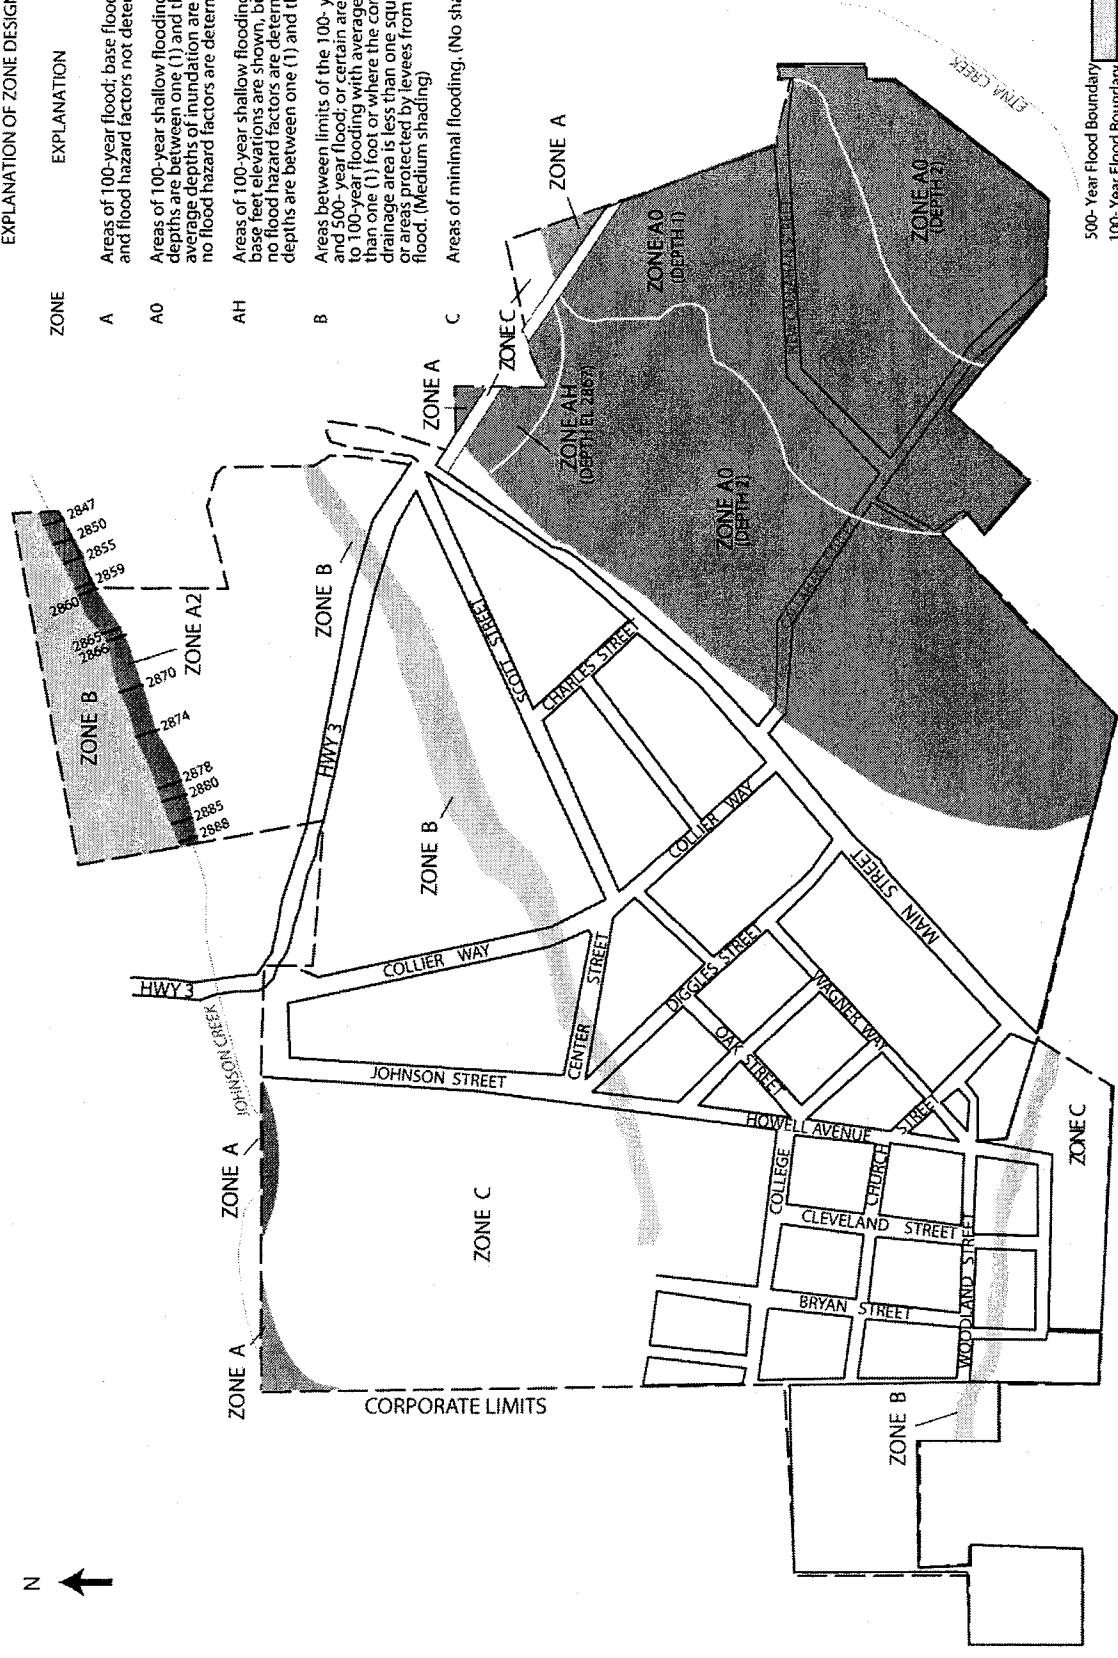 EXPLANATION OF ZONE DESIGN
ZONE
EXPLANATION
A
Areas of 100-year flood; base flood
and flood hazard factors not deter
A0
Areas of 100-year shallow flooding
depths are between one (1) and th
average depths of inundation are
no flood hazard factors are determ
AH
Areas of 100-year shallow flooding
base feet elevations are shown, b
no flood hazard factors are determ
depths are between one (1) and th
B
Areas between limits of the 100- y
and 500- year flood; or certain are
to 100-year flooding with average
than one (1) foot or where the con
drainage area is less than one squ
or areas protected by levees from
flood. (Medium shading)
C
Areas of minimal flooding. (No sha
500- Year Flood Boundary
100- Year Flood Boundary
N
ZONE B
ZONE A2
2847
2850
2855
2859
2860
2865
2866
2870
2874
2878
2880
2885
2888
HWY 3
HWY 3
JOHNSON CREEK
ETNA CREEK
ZONE A
ZONE A
ZONE A
ZONE A
ZONE B
ZONE B
ZONE B
ZONE C
ZONE C
ZONE C
ZONE AH
(DEPTH EL 2867)
ZONE A0
(DEPTH 1)
ZONE A0
(DEPTH 2)
ZONE A0
(DEPTH 2)
CORPORATE LIMITS
COLLIER WAY
JOHNSON STREET
CENTER STREET
SCOTT STREET
CHARLES STREET
COLLIER WAY
DIGGLES STREET
MAIN STREET
WAGNER WAY
OAK STREET
HOWELL AVENUE
COLLEGE
CHURCH STREET
CLEVELAND STREET
BRYAN STREET
WOODLAND STREET